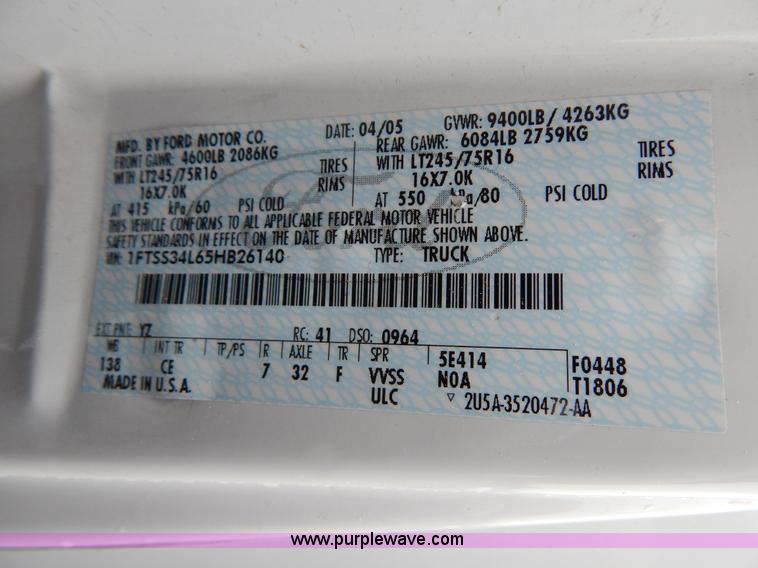 MFD. BY FORD MOTOR CO. DATE: 04/05 GVWR: 9400LB/ 4263KG
FRONT GAWR: 4600LB 2086KG REAR GAWR: 6084LB 2759KG
WITH LT245/75R16 TIRES WITH LT245/75R16 TIRES
16X7.0K RIMS 16X7.0K RIMS
AT 415 kPa/60 PSI COLD AT 550 kPa/80 PSI COLD
THIS VEHICLE CONFORMS TO ALL APPLICABLE FEDERAL MOTOR VEHICLE
SAFETY STANDARDS IN EFFECT ON THE DATE OF MANUFACTURE SHOWN ABOVE.
VIN: 1FTSS34L65HB26140 TYPE: TRUCK
EXT PNT: YZ RC: 41 DSO: 0964
WB INT TR TP/PS R AXLE TR SPR 5E414 F0448
138 CE 7 32 F VVSS N0A T1806
MADE IN U.S.A. ULC ▽ 2U5A-3520472-AA
www.purplewave.com